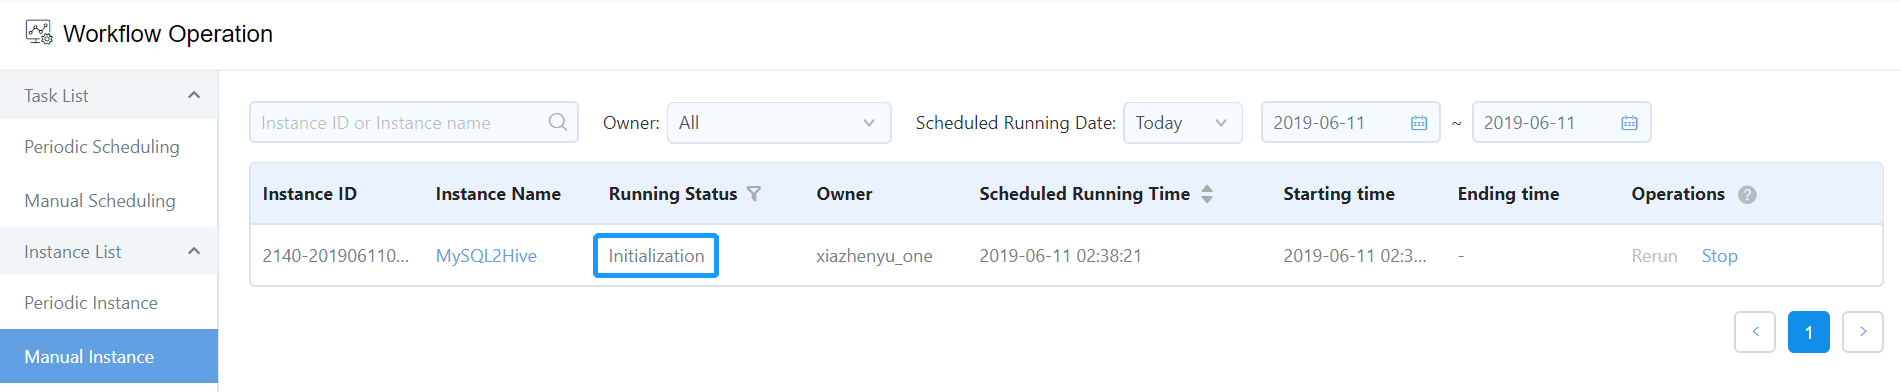 Workflow Operation
Task List
Periodic Scheduling
Manual Scheduling
Instance List
Periodic Instance
Manual Instance
Instance ID or Instance name Owner: All Scheduled Running Date: Today 2019-06-11 ~ 2019-06-11
Instance ID Instance Name Running Status Owner Scheduled Running Time Starting time Ending time Operations ?
2140-201906110... MySQL2Hive Initialization xiazhenyu_one 2019-06-11 02:38:21 2019-06-11 02:3... - Rerun Stop
< 1 >